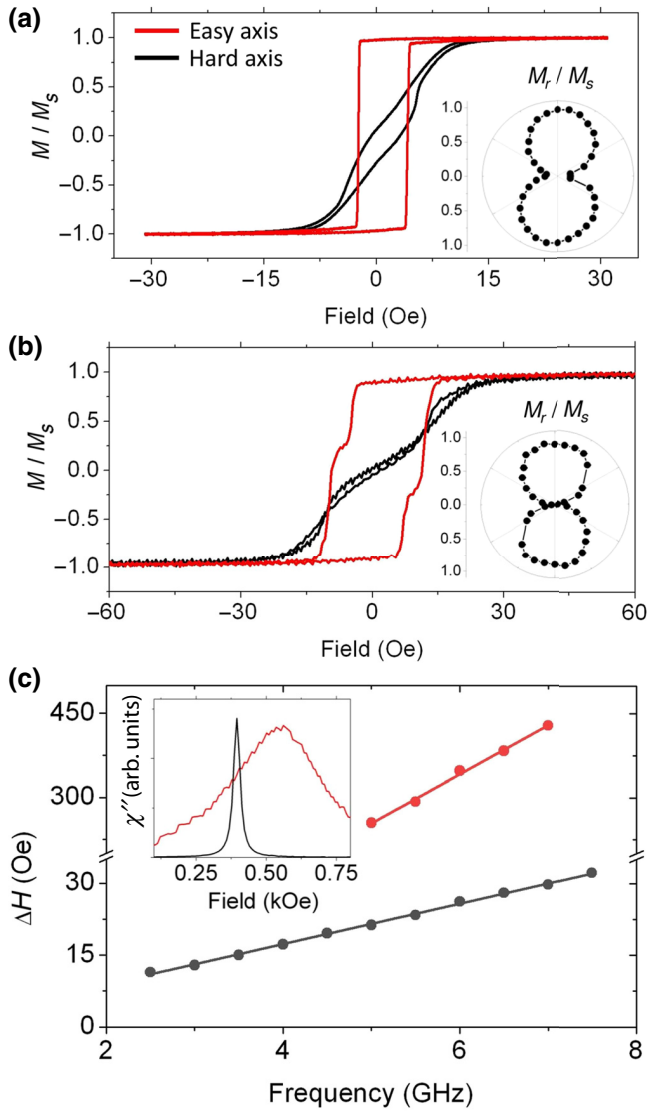 (a)
Easy axis
Hard axis
M / Ms
1.0
0.5
0.0
−0.5
−1.0
Mr / Ms
1.0
0.5
0.0
0.5
1.0
−30 −15 0 15 30
Field (Oe)
(b)
M / Ms
1.0
0.5
0.0
−0.5
−1.0
Mr / Ms
1.0
0.5
0.0
0.5
1.0
−60 −30 0 30 60
Field (Oe)
(c)
ΔH (Oe)
450
300
30
15
0
χ″(arb. units)
0.25 0.50 0.75
Field (kOe)
2 4 6 8
Frequency (GHz)